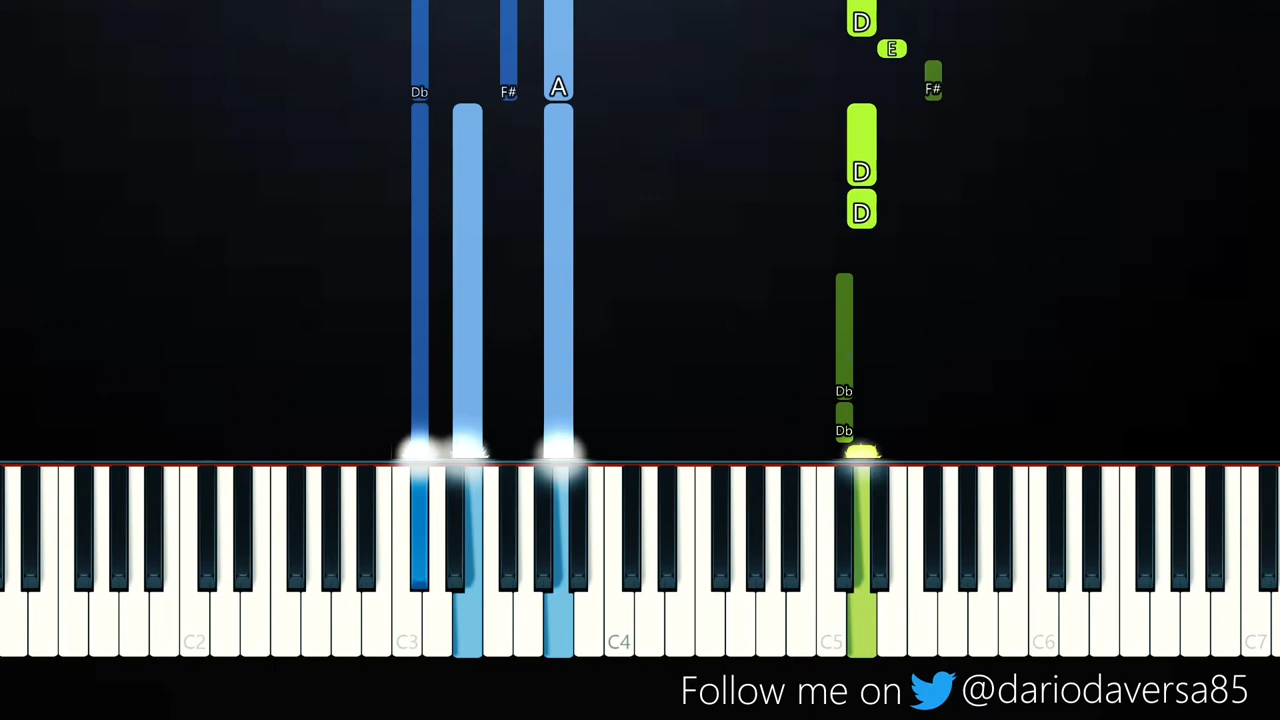 D
E
Db F# A F#
D
D
Db
Db
C2 C3 C4 C5 C6 C7
Follow me on @dariodaversa85